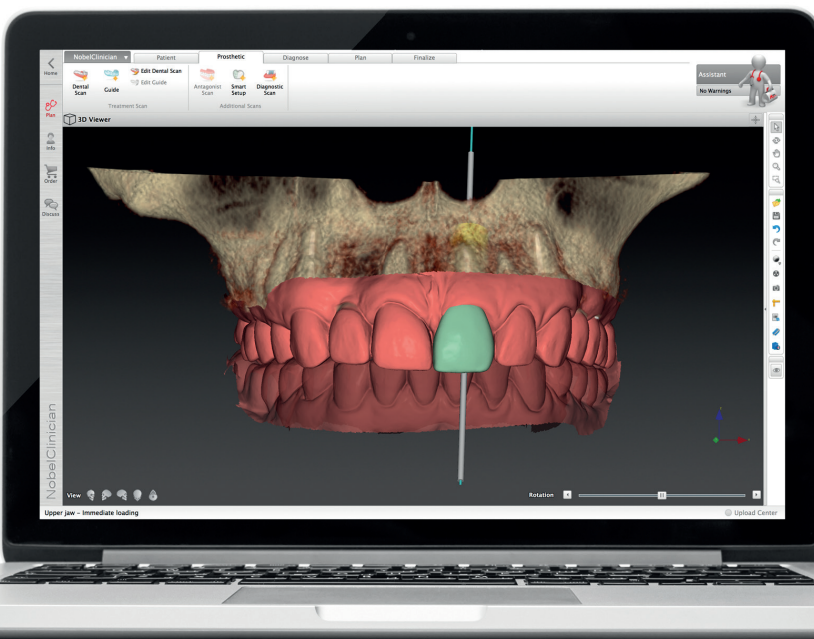 NobelClinician
Patient
Prosthetic
Diagnose
Plan
Finalize
Home
Dental Scan
Guide
Edit Dental Scan
Edit Guide
Antagonist Scan
Smart Setup
Diagnostic Scan
Treatment Scan
Additional Scans
Assistant
No Warnings
Plan
Info
Order
Discuss
3D Viewer
NobelClinician
View
Rotation
Upper jaw – Immediate loading
Upload Center